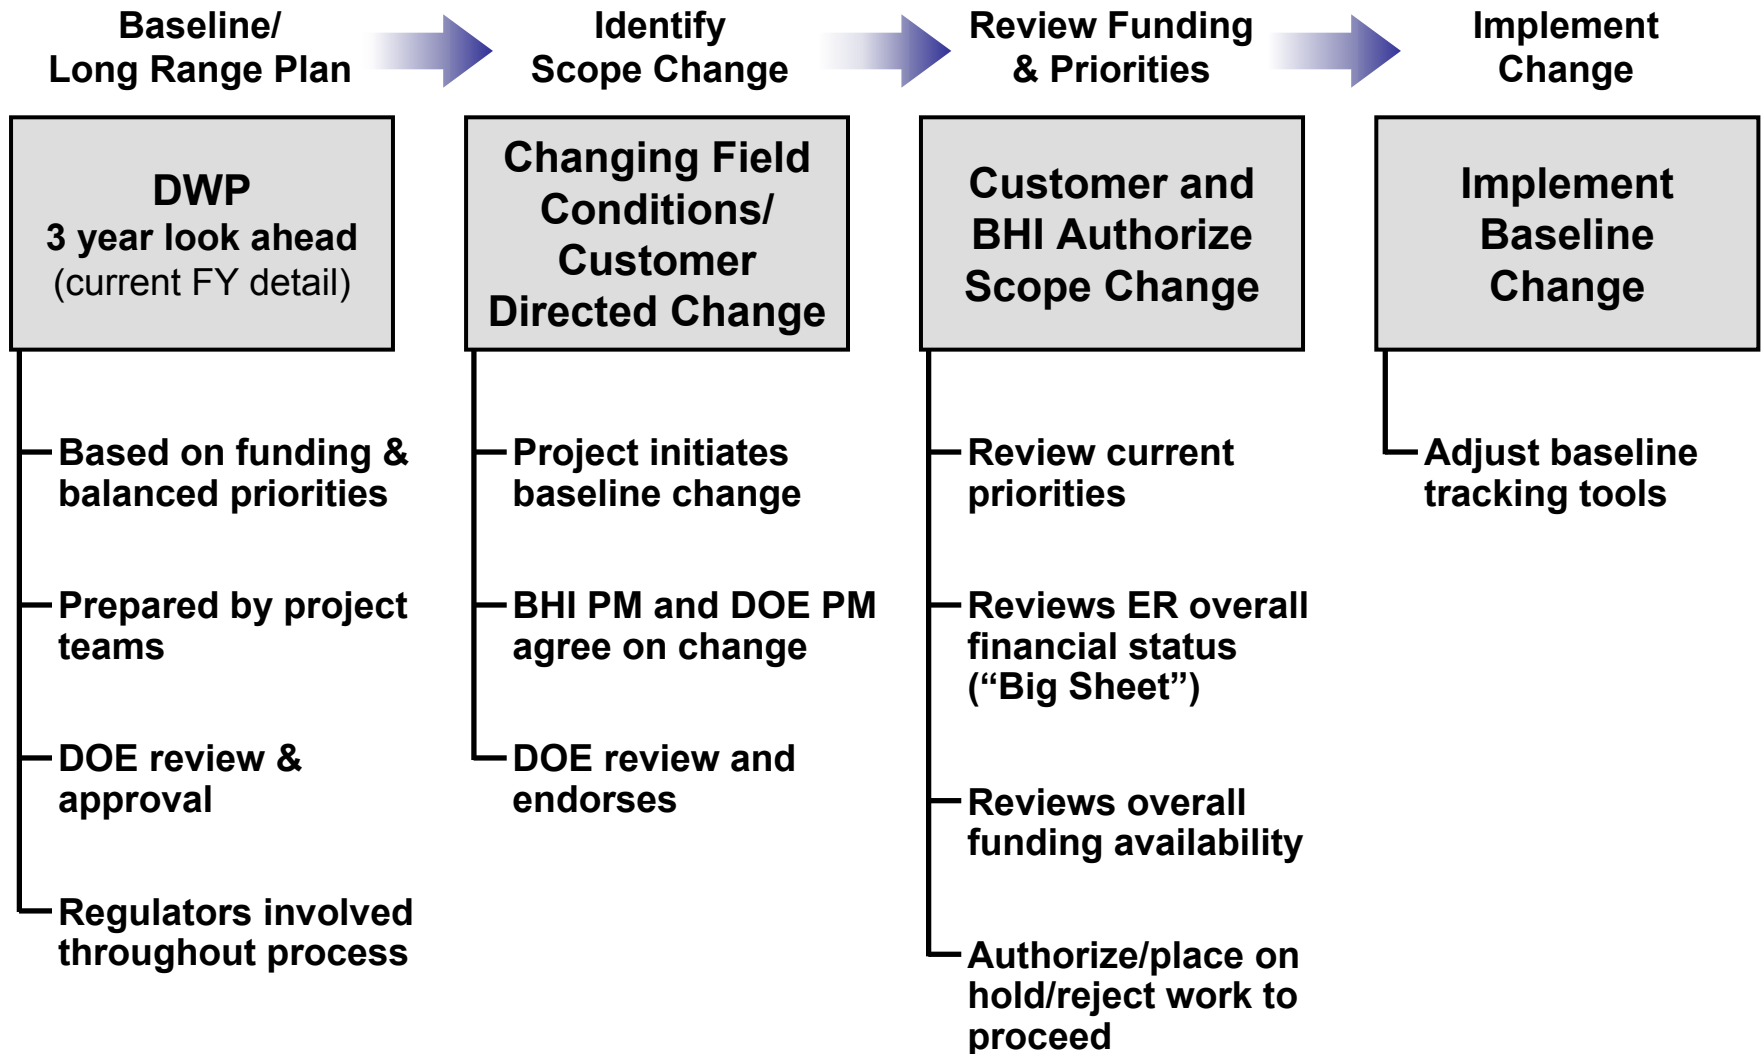 Baseline/
Long Range Plan
Identify
Scope Change
Review Funding
& Priorities
Implement
Change
DWP
3 year look ahead
(current FY detail)
Changing Field
Conditions/
Customer
Directed Change
Customer and
BHI Authorize
Scope Change
Implement
Baseline
Change
Based on funding &
balanced priorities
Prepared by project
teams
DOE review &
approval
Regulators involved
throughout process
Project initiates
baseline change
BHI PM and DOE PM
agree on change
DOE review and
endorses
Review current
priorities
Reviews ER overall
financial status
(“Big Sheet”)
Reviews overall
funding availability
Authorize/place on
hold/reject work to
proceed
Adjust baseline
tracking tools